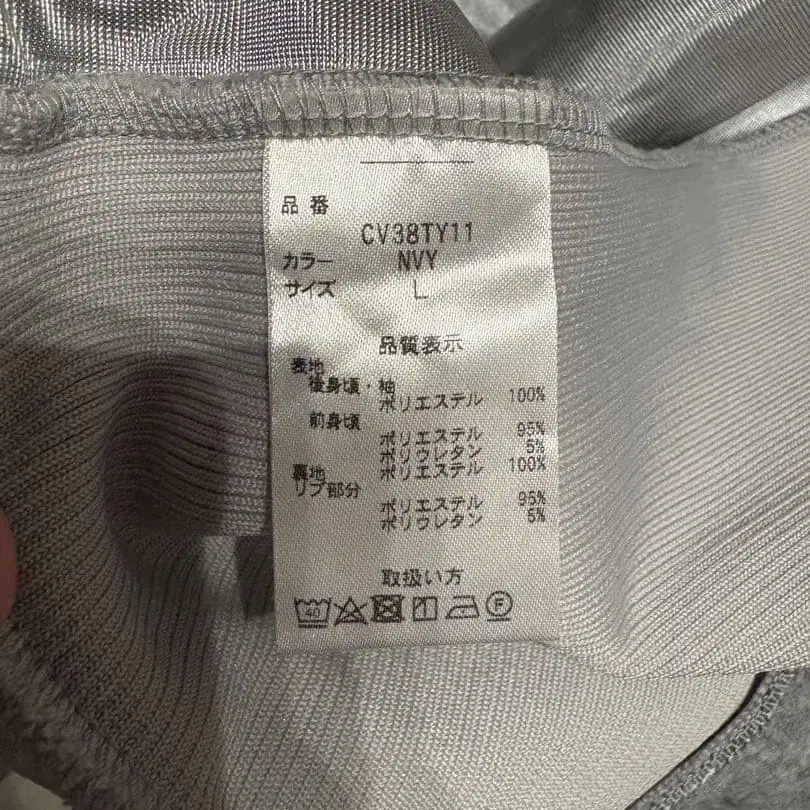 品番
CV38TY11
カラー NVY
サイズ L
品質表示
表地
後身頃・袖
ポリエステル 100%
前身頃
ポリエステル 95%
ポリウレタン 5%
裏地 ポリエステル 100%
リブ部分
ポリエステル 95%
ポリウレタン 5%
取扱い方
40 F